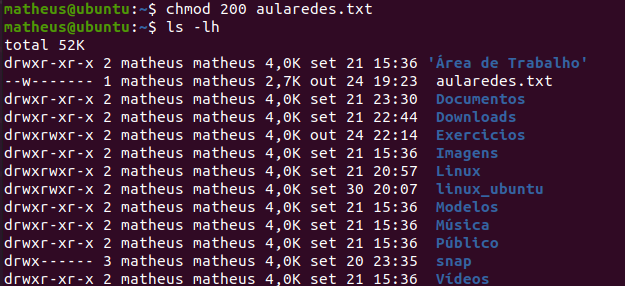 matheus@ubuntu:~$ chmod 200 aularedes.txt
matheus@ubuntu:~$ ls -lh
total 52K
drwxr-xr-x 2 matheus matheus 4,0K set 21 15:36 'Área de Trabalho'
--w------- 1 matheus matheus 2,7K out 24 19:23  aularedes.txt
drwxr-xr-x 2 matheus matheus 4,0K set 21 23:30  Documentos
drwxr-xr-x 2 matheus matheus 4,0K set 21 22:44  Downloads
drwxrwxr-x 2 matheus matheus 4,0K out 24 22:14  Exercicios
drwxr-xr-x 2 matheus matheus 4,0K set 21 15:36  Imagens
drwxrwxr-x 2 matheus matheus 4,0K set 21 20:57  Linux
drwxrwxr-x 2 matheus matheus 4,0K set 30 20:07  linux_ubuntu
drwxr-xr-x 2 matheus matheus 4,0K set 21 15:36  Modelos
drwxr-xr-x 2 matheus matheus 4,0K set 21 15:36  Música
drwxr-xr-x 2 matheus matheus 4,0K set 21 15:36  Público
drwx------ 3 matheus matheus 4,0K set 20 23:35  snap
drwxr-xr-x 2 matheus matheus 4,0K set 21 15:36  Vídeos